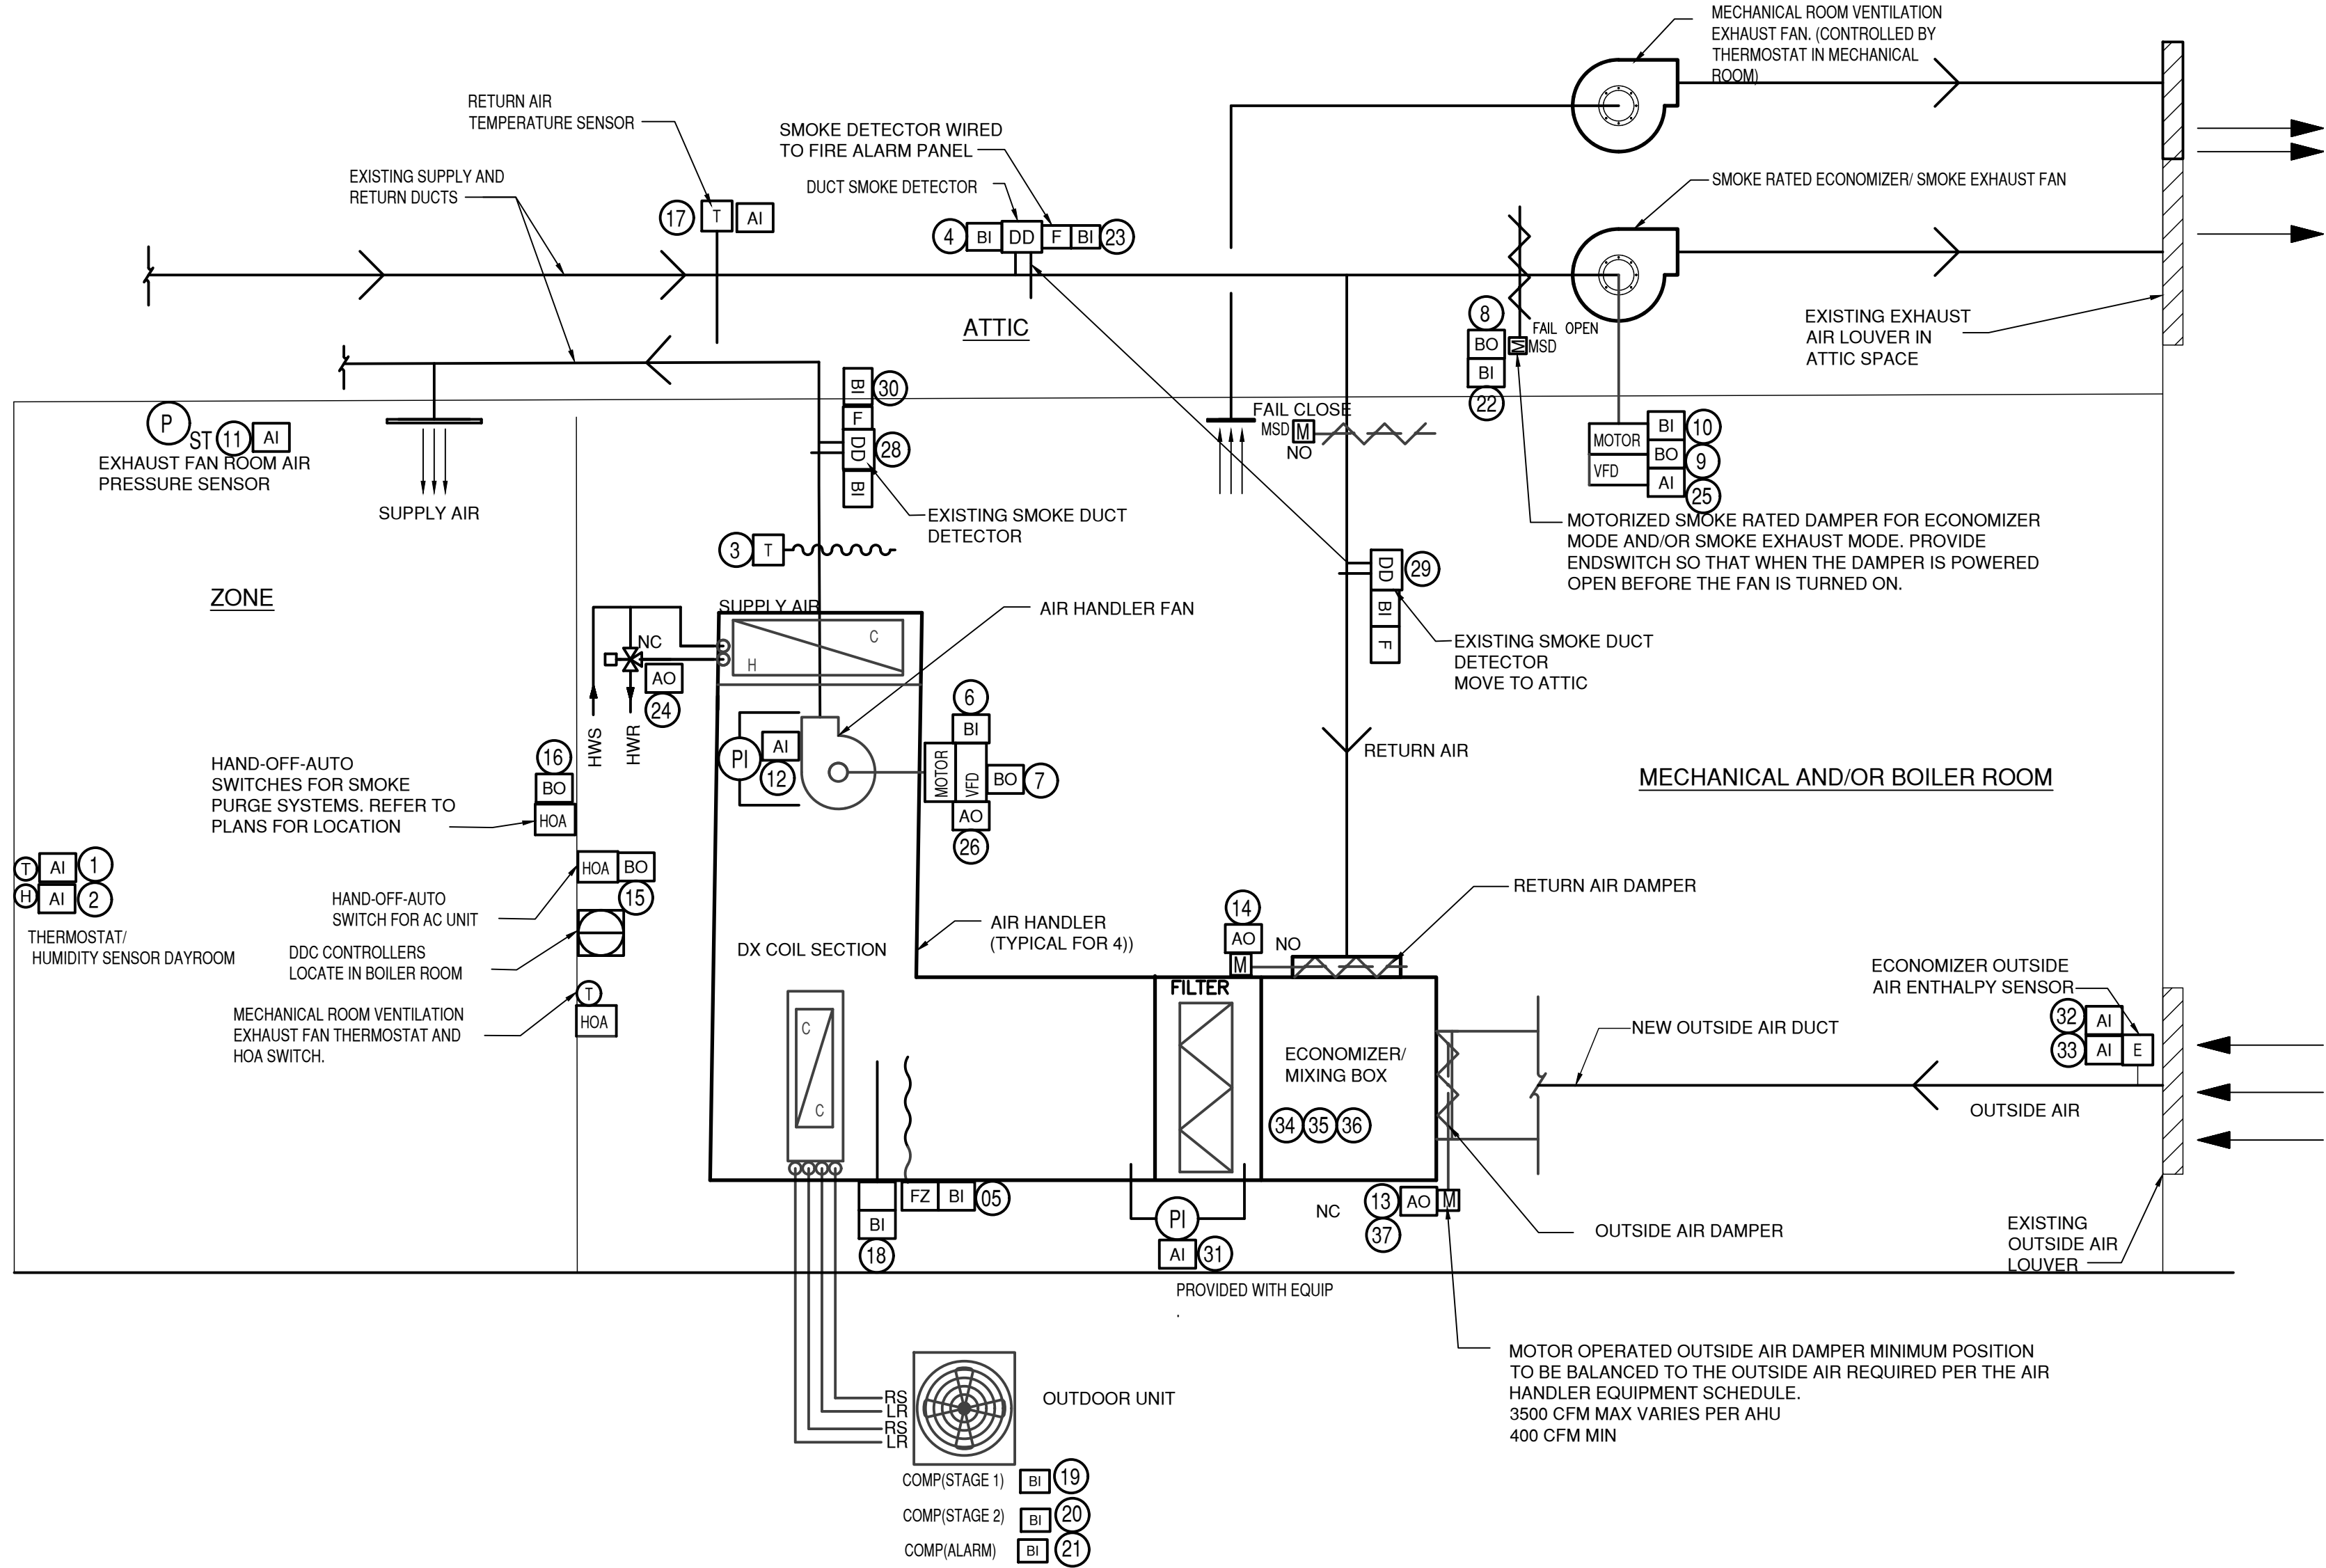 MECHANICAL ROOM VENTILATION
EXHAUST FAN. (CONTROLLED BY
THERMOSTAT IN MECHANICAL
ROOM)
RETURN AIR
TEMPERATURE SENSOR
SMOKE DETECTOR WIRED
TO FIRE ALARM PANEL
DUCT SMOKE DETECTOR
EXISTING SUPPLY AND
RETURN DUCTS
SMOKE RATED ECONOMIZER/ SMOKE EXHAUST FAN
17 T AI
4 BI DD F BI 23
ATTIC
EXISTING EXHAUST
AIR LOUVER IN
ATTIC SPACE
8
BO
BI
22
M
FAIL OPEN
MSD
P ST 11 AI
EXHAUST FAN ROOM AIR
PRESSURE SENSOR
SUPPLY AIR
BI 30
F
DD 28
BI
EXISTING SMOKE DUCT
DETECTOR
FAIL CLOSE
MSD M
NO
MOTOR
VFD
BI 10
BO 9
AI 25
MOTORIZED SMOKE RATED DAMPER FOR ECONOMIZER
MODE AND/OR SMOKE EXHAUST MODE. PROVIDE
ENDSWITCH SO THAT WHEN THE DAMPER IS POWERED
OPEN BEFORE THE FAN IS TURNED ON.
3 T
ZONE
SUPPLY AIR
AIR HANDLER FAN
DD 29
BI
F
EXISTING SMOKE DUCT
DETECTOR
MOVE TO ATTIC
NC
AO
24
HWS
HWR
C
H
PI
AI
12
6
BI
MOTOR
VFD
BO 7
AO
26
RETURN AIR
MECHANICAL AND/OR BOILER ROOM
HAND-OFF-AUTO
SWITCHES FOR SMOKE
PURGE SYSTEMS. REFER TO
PLANS FOR LOCATION
16
BO
HOA
T AI 1
H AI 2
THERMOSTAT/
HUMIDITY SENSOR DAYROOM
HOA BO
15
HAND-OFF-AUTO
SWITCH FOR AC UNIT
DDC CONTROLLERS
LOCATE IN BOILER ROOM
T
HOA
MECHANICAL ROOM VENTILATION
EXHAUST FAN THERMOSTAT AND
HOA SWITCH.
DX COIL SECTION
AIR HANDLER
(TYPICAL FOR 4))
14
AO
M
NO
RETURN AIR DAMPER
FILTER
ECONOMIZER/
MIXING BOX
34 35 36
C
C
NEW OUTSIDE AIR DUCT
ECONOMIZER OUTSIDE
AIR ENTHALPY SENSOR
32 AI
33 AI E
OUTSIDE AIR
FZ BI 05
BI
18
PI
AI 31
PROVIDED WITH EQUIP
.
NC
13 AO M
37
OUTSIDE AIR DAMPER
EXISTING
OUTSIDE AIR
LOUVER
MOTOR OPERATED OUTSIDE AIR DAMPER MINIMUM POSITION
TO BE BALANCED TO THE OUTSIDE AIR REQUIRED PER THE AIR
HANDLER EQUIPMENT SCHEDULE.
3500 CFM MAX VARIES PER AHU
400 CFM MIN
RS
LR
RS
LR
OUTDOOR UNIT
COMP(STAGE 1) BI 19
COMP(STAGE 2) BI 20
COMP(ALARM) BI 21